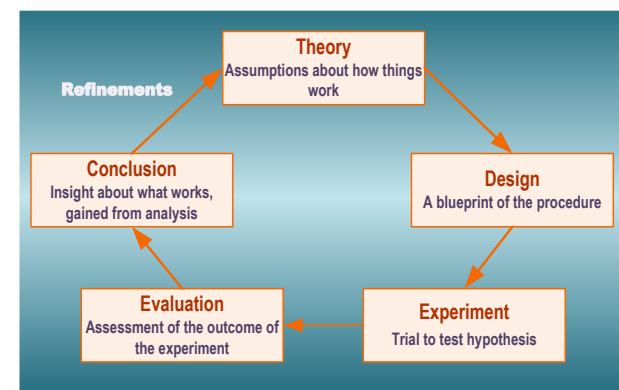 Theory
Assumptions about how things
work
Refinements
Conclusion
Insight about what works,
gained from analysis
Design
A blueprint of the procedure
Evaluation
Assessment of the outcome of
the experiment
Experiment
Trial to test hypothesis